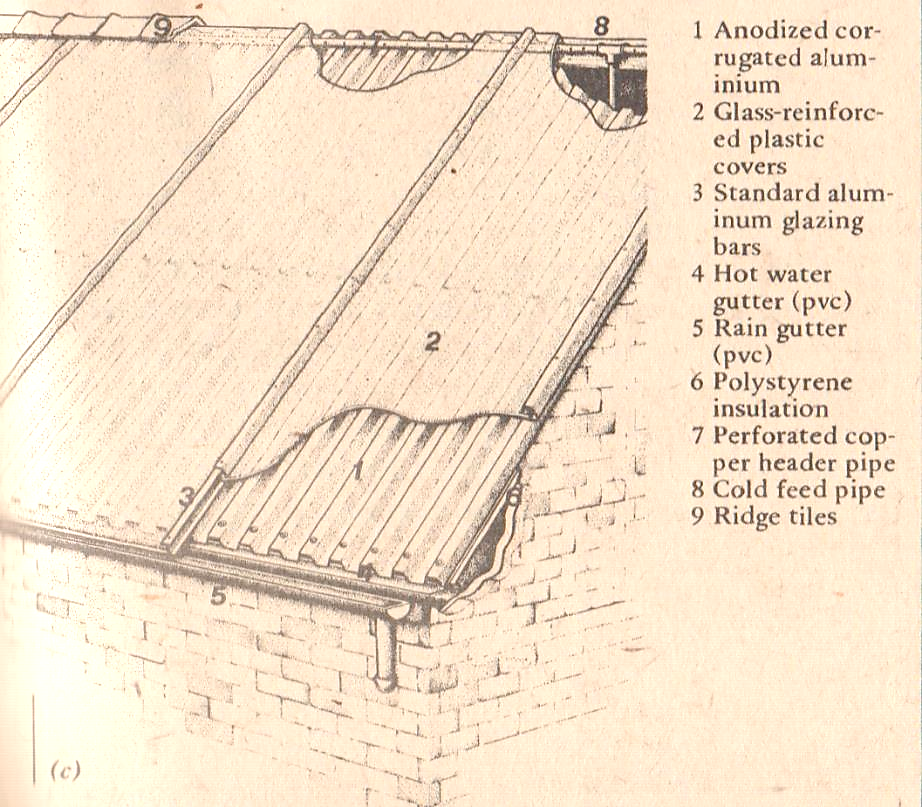 9
8
2
1
3
6
5
(c)
1 Anodized cor-
rugated alum-
inium
2 Glass-reinforc-
ed plastic
covers
3 Standard alum-
inum glazing
bars
4 Hot water
gutter (pvc)
5 Rain gutter
(pvc)
6 Polystyrene
insulation
7 Perforated cop-
per header pipe
8 Cold feed pipe
9 Ridge tiles